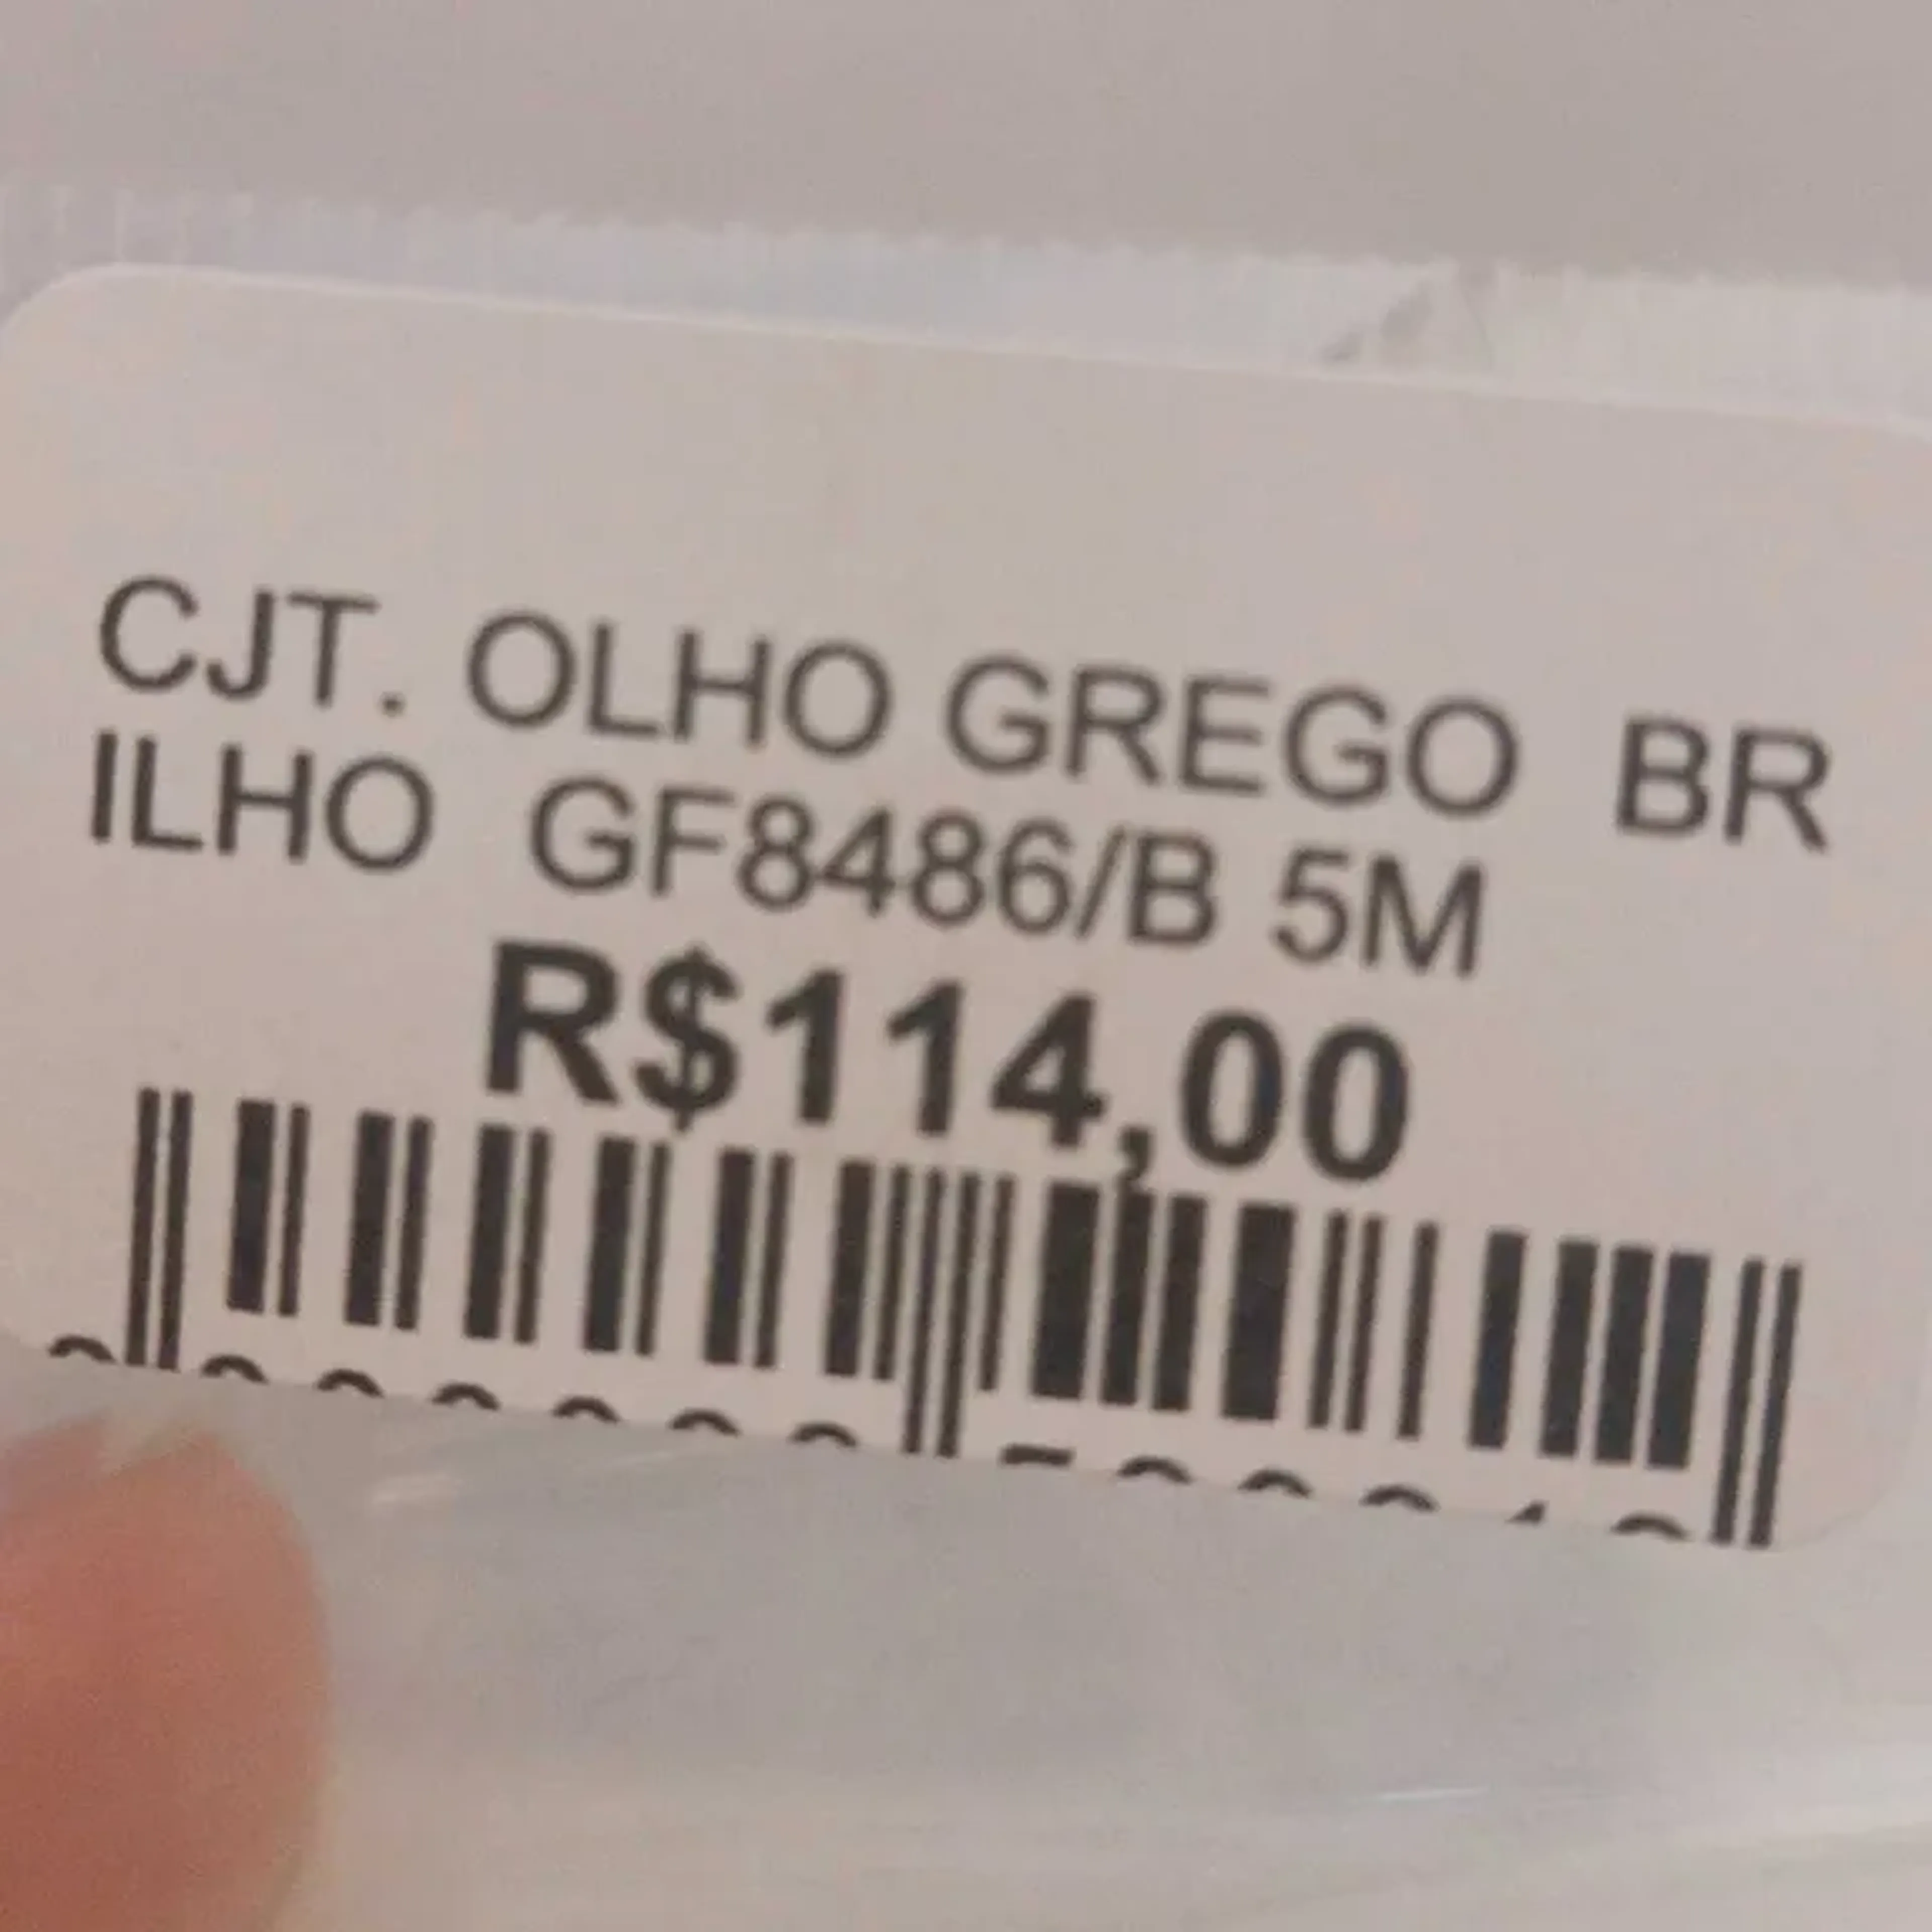 CJT. OLHO GREGO BR
ILHO GF8486/B 5M
R$114,00